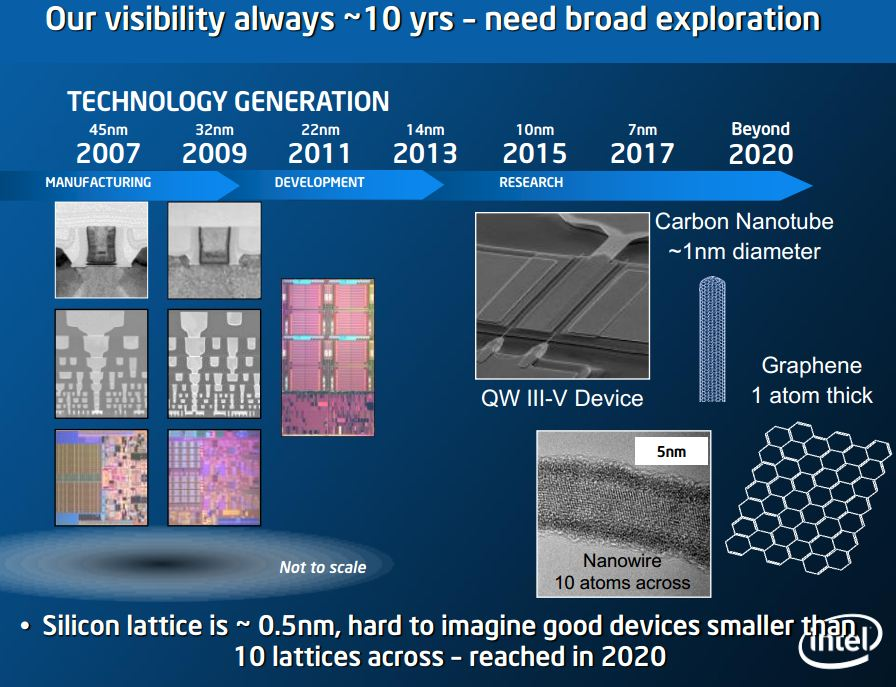 Our visibility always ~10 yrs – need broad exploration
TECHNOLOGY GENERATION
45nm 32nm 22nm 14nm 10nm 7nm Beyond
2007 2009 2011 2013 2015 2017 2020
MANUFACTURING DEVELOPMENT RESEARCH
Carbon Nanotube
~1nm diameter
QW III-V Device
Graphene
1 atom thick
5nm
Nanowire
10 atoms across
Not to scale
• Silicon lattice is ~ 0.5nm, hard to imagine good devices smaller than
10 lattices across – reached in 2020
intel